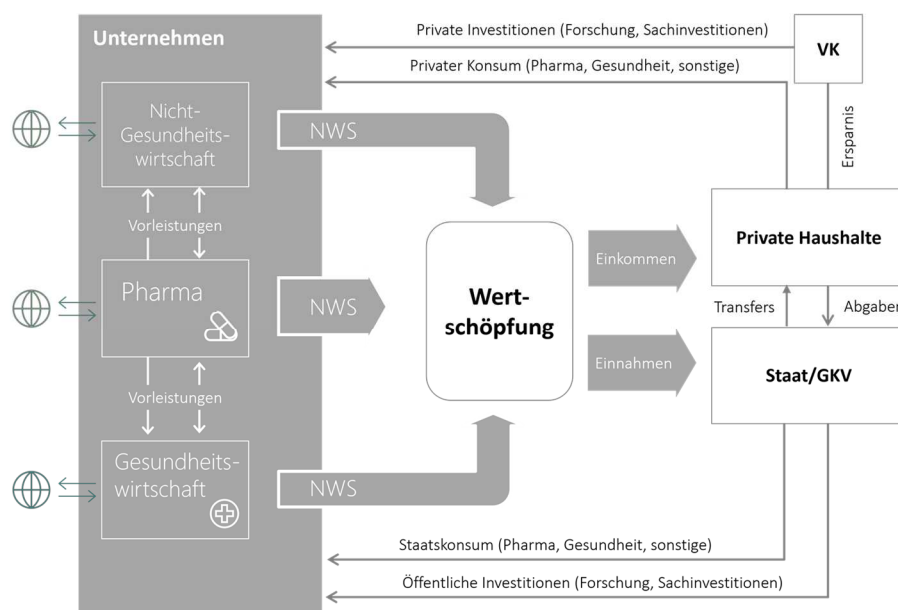 Unternehmen
Private Investitionen (Forschung, Sachinvestitionen)
VK
Privater Konsum (Pharma, Gesundheit, sonstige)
Nicht-
Gesundheits-
wirtschaft
NWS
Ersparnis
Vorleistungen
Private Haushalte
Einkommen
Pharma
NWS
Wert-
schöpfung
Transfers
Abgaben
Einnahmen
Staat/GKV
Vorleistungen
Gesundheits-
wirtschaft
NWS
Staatskonsum (Pharma, Gesundheit, sonstige)
Öffentliche Investitionen (Forschung, Sachinvestitionen)